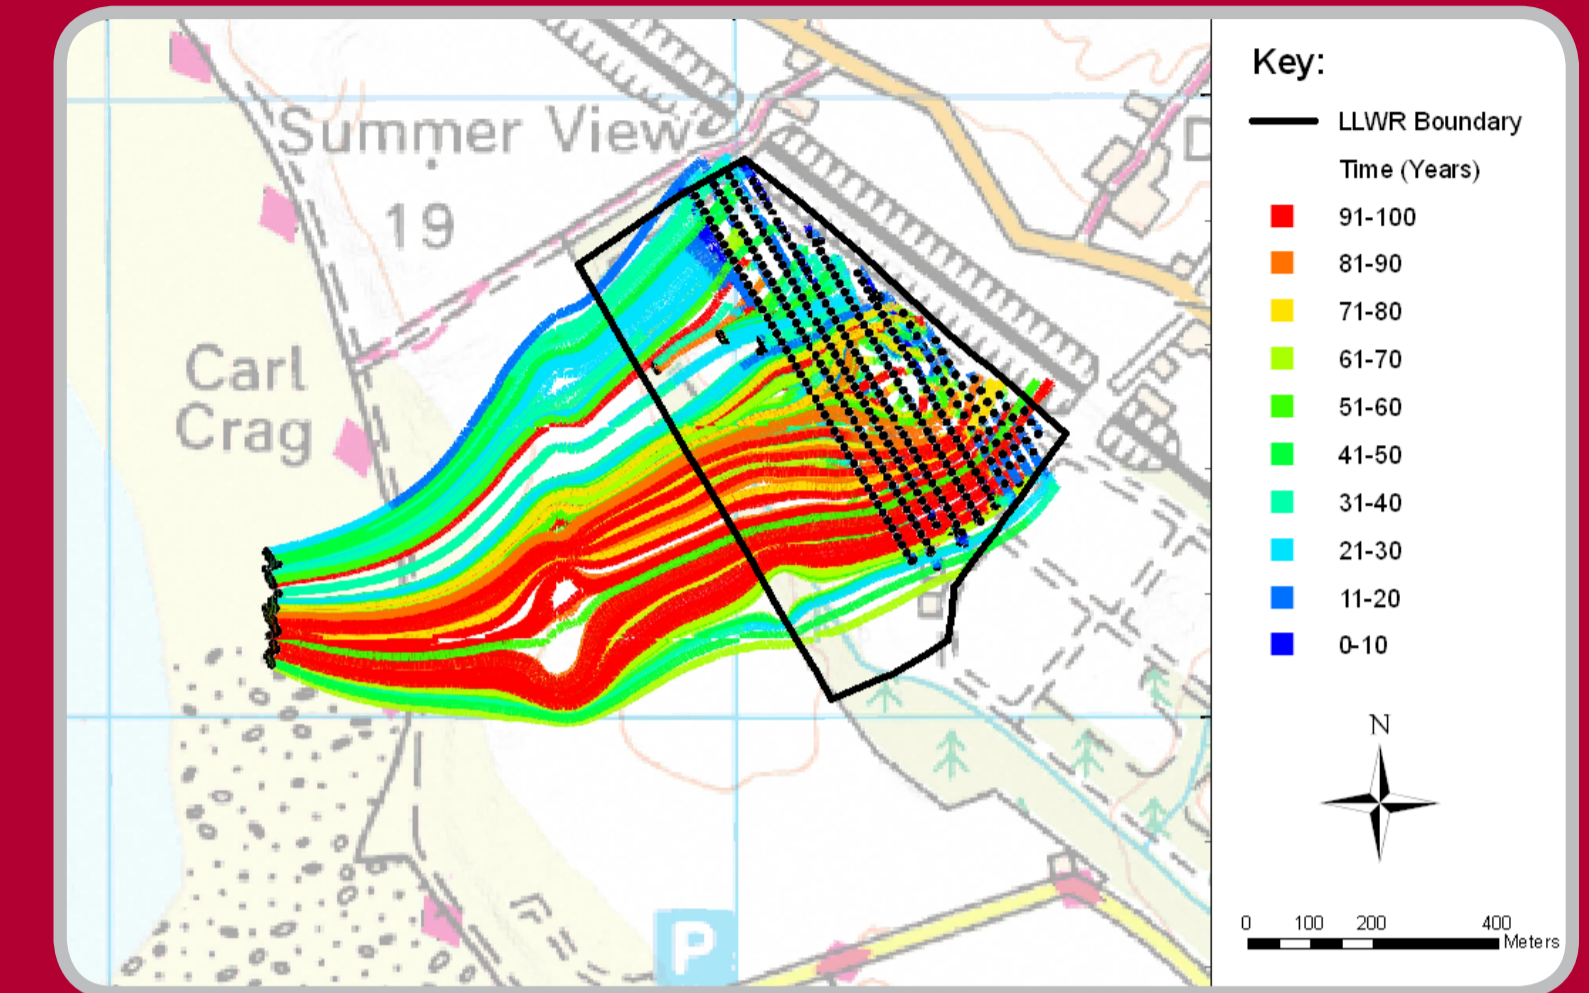 Summer View
19
Carl
Crag
D
P
Key:
LLWR Boundary
Time (Years)
91-100
81-90
71-80
61-70
51-60
41-50
31-40
21-30
11-20
0-10
N
0 100 200 400
Meters